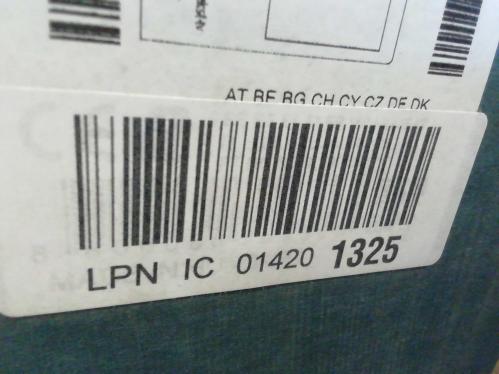 AT BE BG CH CY CZ DE DK
LPN IC 01420 1325